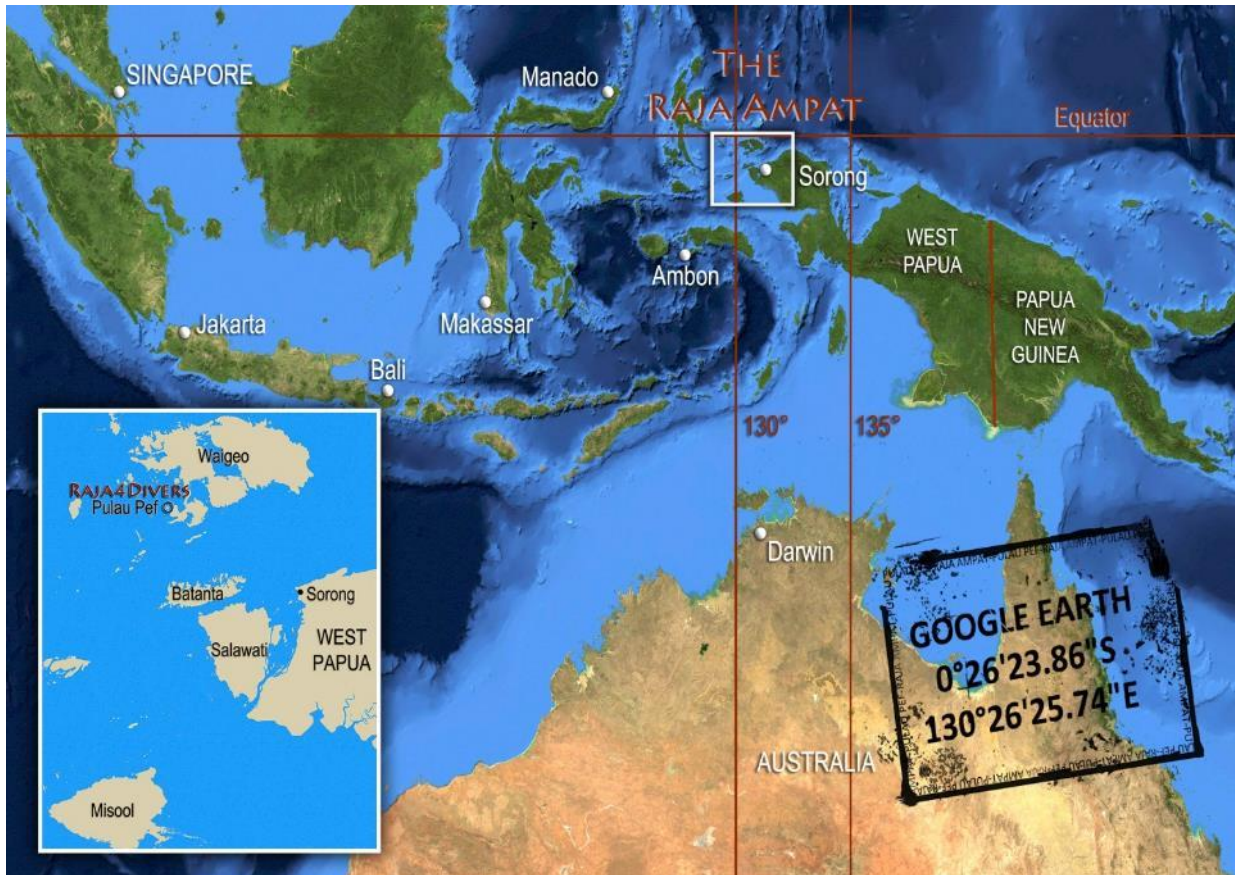 THE
RAJA AMPAT
SINGAPORE
Manado
Equator
Sorong
WEST
PAPUA
Ambon
PAPUA
NEW
GUINEA
Makassar
Jakarta
Bali
130°
135°
Darwin
AUSTRALIA
GOOGLE EARTH
0°26'23.86"S
130°26'25.74"E
Waigeo
RAJA4DIVERS
Pulau Pef
Batanta
Sorong
Salawati
WEST
PAPUA
Misool